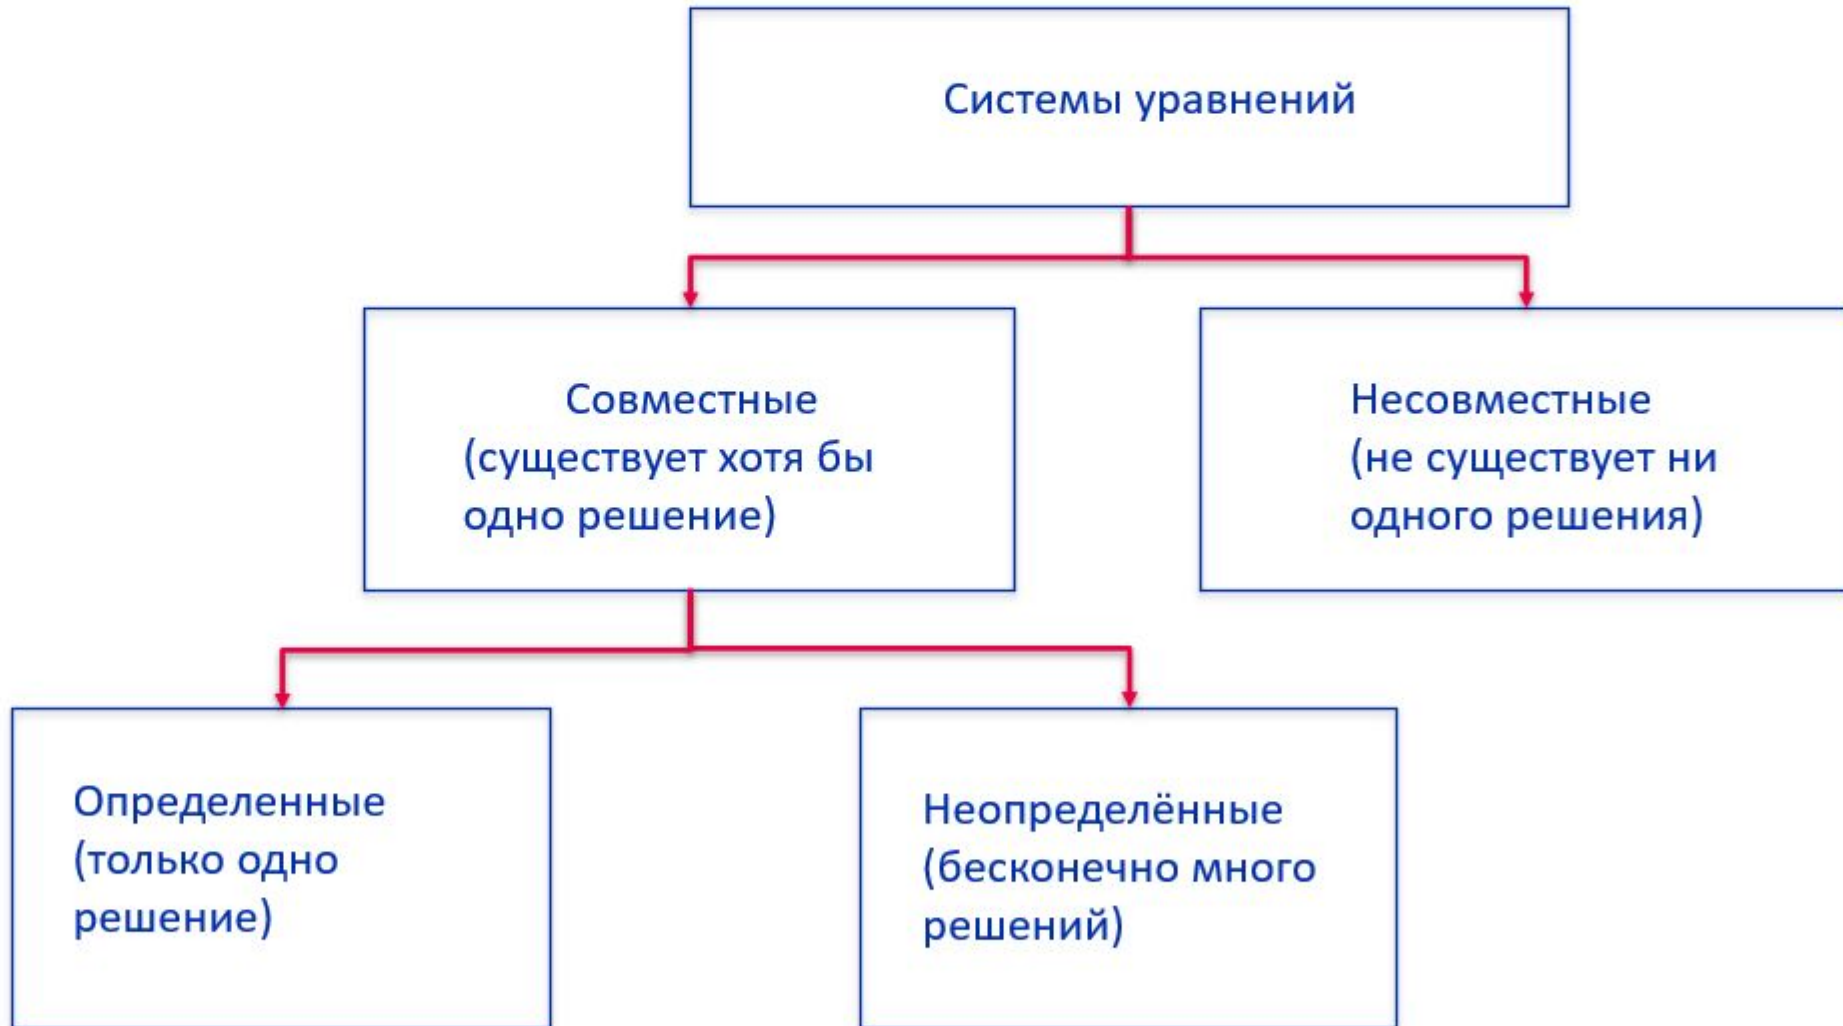 Системы уравнений
Совместные
(существует хотя бы
одно решение)
Несовместные
(не существует ни
одного решения)
Определенные
(только одно
решение)
Неопределённые
(бесконечно много
решений)